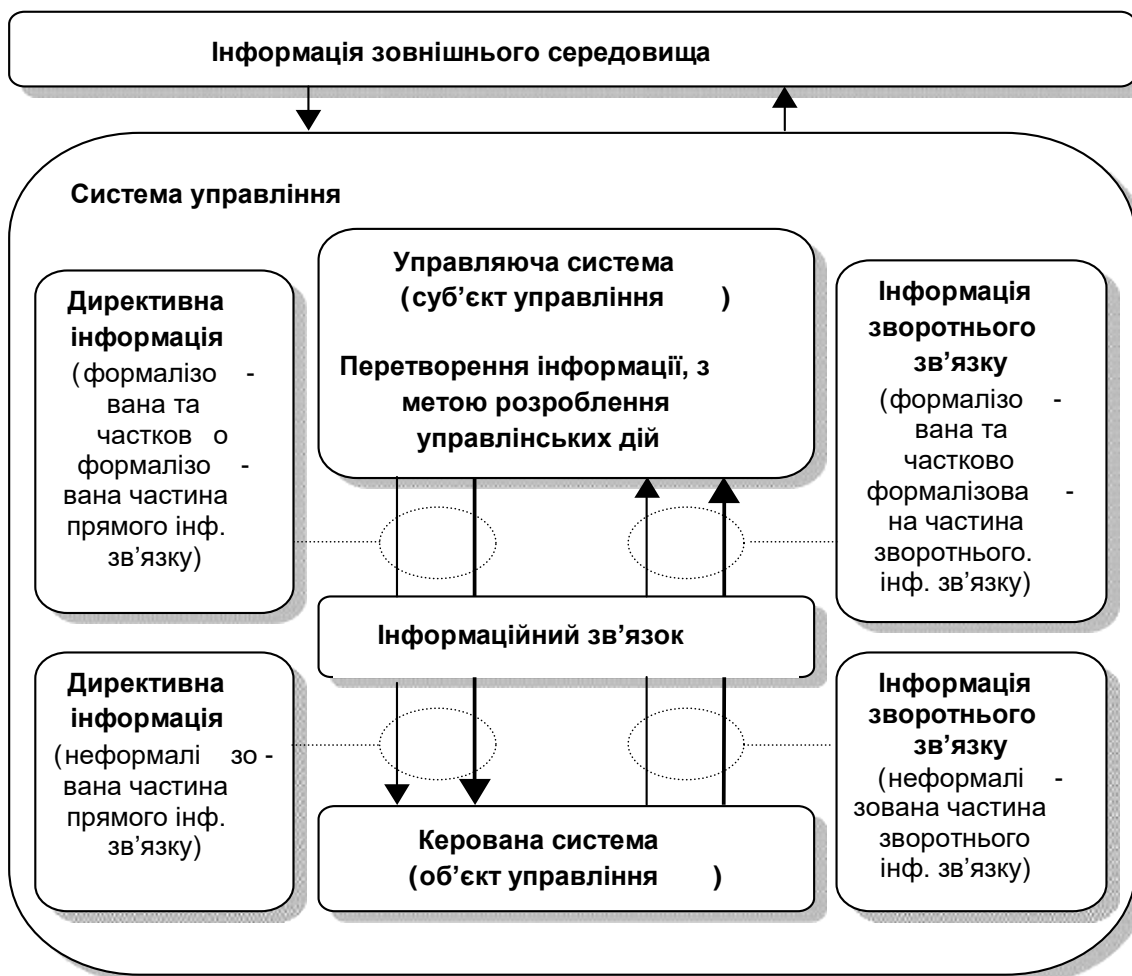 Інформація зовнішнього середовища
Система управління
Директивна
інформація
(формалізо -
вана та
частков о
формалізо -
вана частина
прямого інф.
зв’язку)
Управляюча система
(суб’єкт управління )
Перетворення інформації, з
метою розроблення
управлінських дій
Інформація
зворотнього
зв’язку
(формалізо -
вана та
частково
формалізова -
на частина
зворотнього.
інф. зв’язку)
Інформаційний зв’язок
Директивна
інформація
(неформалі зо -
вана частина
прямого інф.
зв’язку)
Керована система
(об’єкт управління )
Інформація
зворотнього
зв’язку
(неформалі -
зована частина
зворотнього
інф. зв’язку)